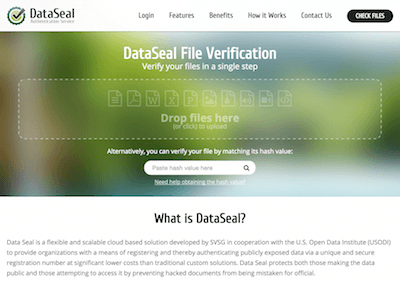 DataSeal
Authentication Service
Login
Features
Benefits
How it Works
Contact Us
CHECK FILES
DataSeal File Verification
Verify your files in a single step
Drop files here
(or click) to upload
Alternatively, you can verify your file by matching its hash value:
Paste hash value here
Need help obtaining the hash value?
What is DataSeal?
Data Seal is a flexible and scalable cloud based solution developed by SVSG in cooperation with the U.S. Open Data Institute (USODI)
to provide organizations with a means of registering and thereby authenticating publicly exposed data via a unique and secure
registration number at significant lower costs than traditional custom solutions. Data Seal protects both those making the data
public and those attempting to access it by preventing hacked documents from being mistaken for official.